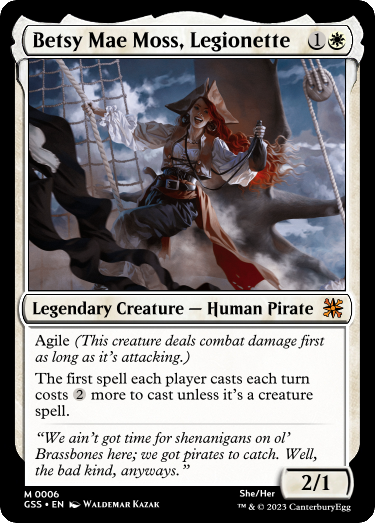 Betsy Mae Moss, Legionette 1
Legendary Creature — Human Pirate
Agile (This creature deals combat damage first
as long as it's attacking.)
The first spell each player casts each turn
costs 2 more to cast unless it's a creature
spell.
“We ain't got time for shenanigans on ol'
Brassbones here; we got pirates to catch. Well,
the bad kind, anyways.”
2/1
M 0006 She/Her
GSS • EN Waldemar Kazak ™ & © 2023 CanterburyEgg